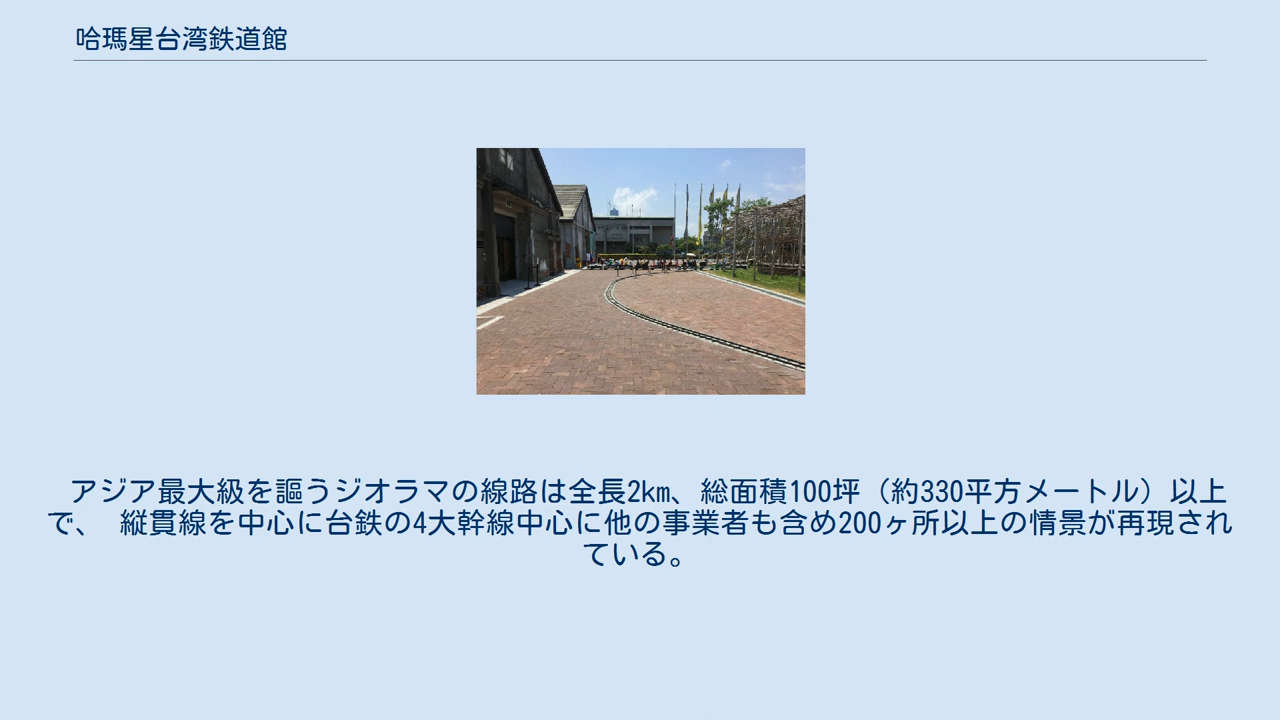 哈瑪星台湾鉄道館
アジア最大級を謳うジオラマの線路は全長2km、総面積100坪（約330平方メートル）以上
で、 縦貫線を中心に台鉄の4大幹線中心に他の事業者も含め200ヶ所以上の情景が再現され
ている。